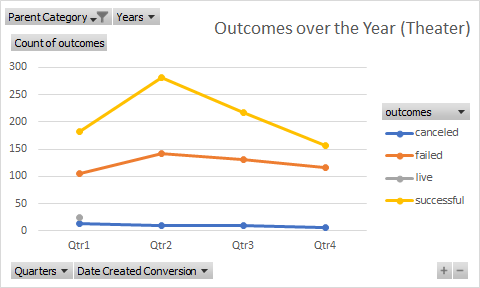 Parent Category
Years
Outcomes over the Year (Theater)
Count of outcomes
300
250
200
150
100
50
0
Qtr1 Qtr2 Qtr3 Qtr4
outcomes
canceled
failed
live
successful
Quarters
Date Created Conversion
+ −